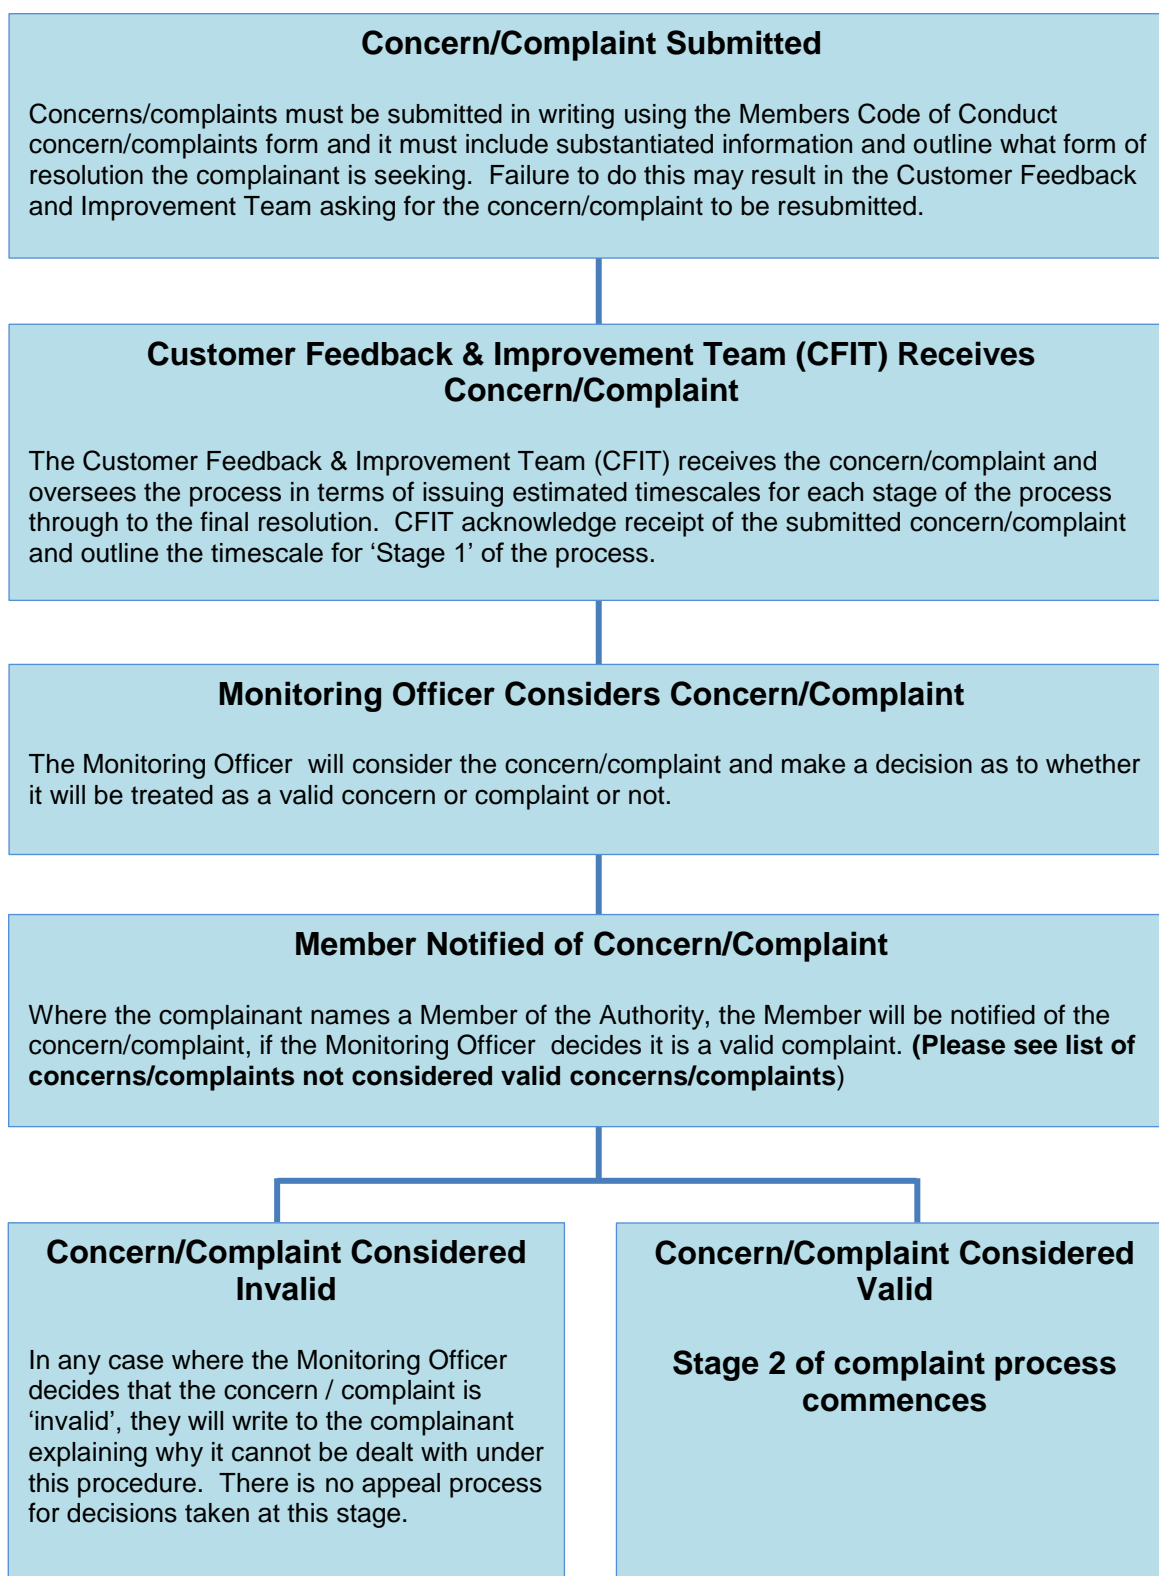 Concern/Complaint Submitted
Concerns/complaints must be submitted in writing using the Members Code of Conduct
concern/complaints form and it must include substantiated information and outline what form of
resolution the complainant is seeking.  Failure to do this may result in the Customer Feedback
and Improvement Team asking for the concern/complaint to be resubmitted.
Customer Feedback & Improvement Team (CFIT) Receives
Concern/Complaint
The Customer Feedback & Improvement Team (CFIT) receives the concern/complaint and
oversees the process in terms of issuing estimated timescales for each stage of the process
through to the final resolution.  CFIT acknowledge receipt of the submitted concern/complaint
and outline the timescale for ‘Stage 1’ of the process.
Monitoring Officer Considers Concern/Complaint
The Monitoring Officer  will consider the concern/complaint and make a decision as to whether
it will be treated as a valid concern or complaint or not.
Member Notified of Concern/Complaint
Where the complainant names a Member of the Authority, the Member will be notified of the
concern/complaint, if the Monitoring Officer  decides it is a valid complaint. (Please see list of
concerns/complaints not considered valid concerns/complaints)
Concern/Complaint Considered
Invalid
In any case where the Monitoring Officer
decides that the concern / complaint is
‘invalid’, they will write to the complainant
explaining why it cannot be dealt with under
this procedure.  There is no appeal process
for decisions taken at this stage.
Concern/Complaint Considered
Valid
Stage 2 of complaint process
commences